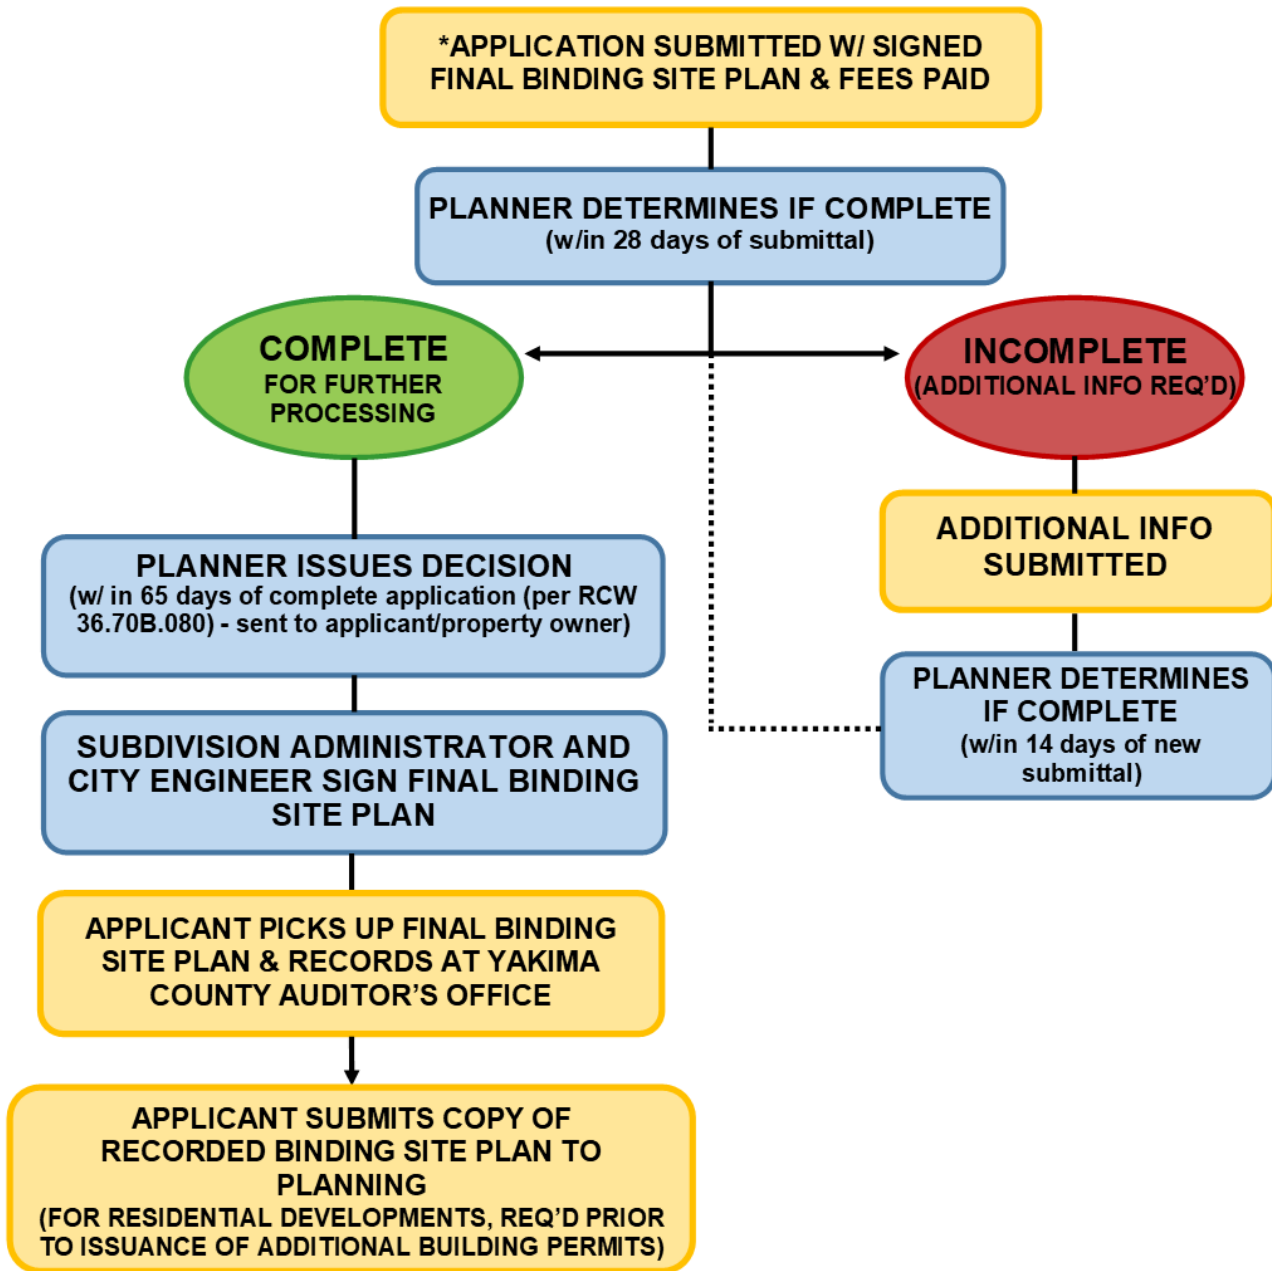 *APPLICATION SUBMITTED W/ SIGNED
FINAL BINDING SITE PLAN & FEES PAID
PLANNER DETERMINES IF COMPLETE
(w/in 28 days of submittal)
COMPLETE
FOR FURTHER
PROCESSING
INCOMPLETE
(ADDITIONAL INFO REQ'D)
PLANNER ISSUES DECISION
(w/ in 65 days of complete application (per RCW
36.70B.080) - sent to applicant/property owner)
ADDITIONAL INFO
SUBMITTED
PLANNER DETERMINES
IF COMPLETE
(w/in 14 days of new
submittal)
SUBDIVISION ADMINISTRATOR AND
CITY ENGINEER SIGN FINAL BINDING
SITE PLAN
APPLICANT PICKS UP FINAL BINDING
SITE PLAN & RECORDS AT YAKIMA
COUNTY AUDITOR'S OFFICE
APPLICANT SUBMITS COPY OF
RECORDED BINDING SITE PLAN TO
PLANNING
(FOR RESIDENTIAL DEVELOPMENTS, REQ'D PRIOR
TO ISSUANCE OF ADDITIONAL BUILDING PERMITS)